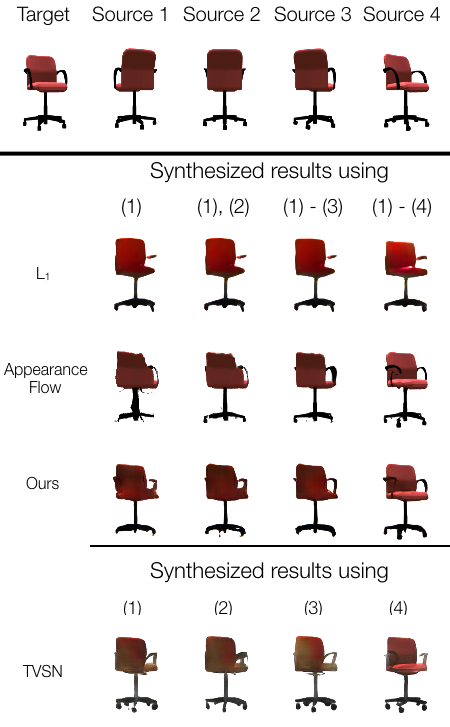 Target Source 1 Source 2 Source 3 Source 4
Synthesized results using
(1) (1), (2) (1) - (3) (1) - (4)
L₁
Appearance
Flow
Ours
Synthesized results using
(1) (2) (3) (4)
TVSN